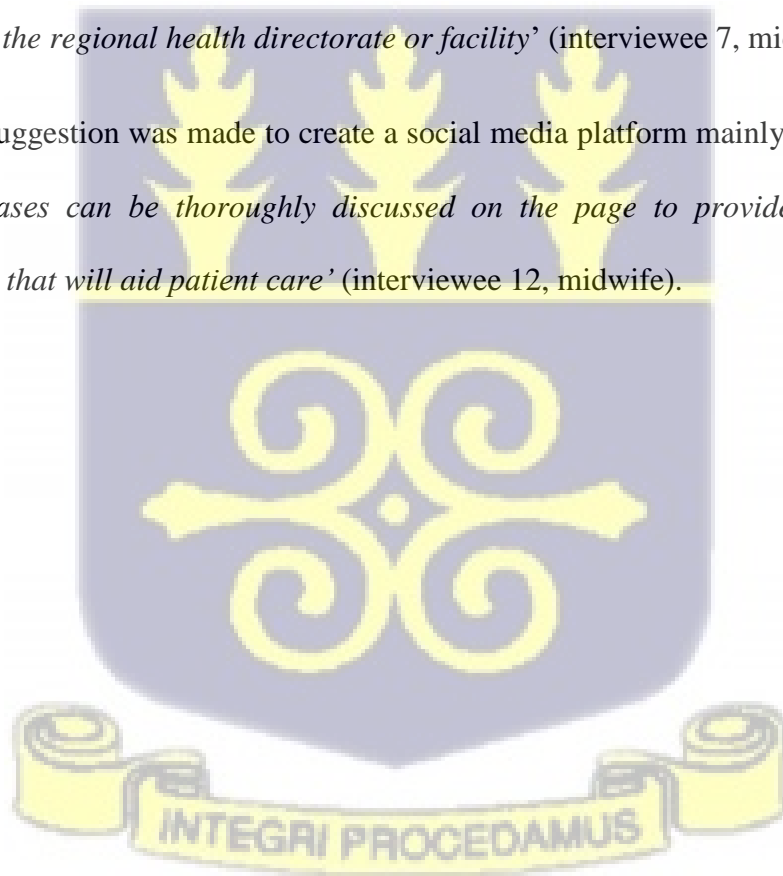 the regional health directorate or facility’ (interviewee 7, mi
uggestion was made to create a social media platform mainly
ases can be thoroughly discussed on the page to provide
that will aid patient care’ (interviewee 12, midwife).
INTEGRI PROCEDAMUS